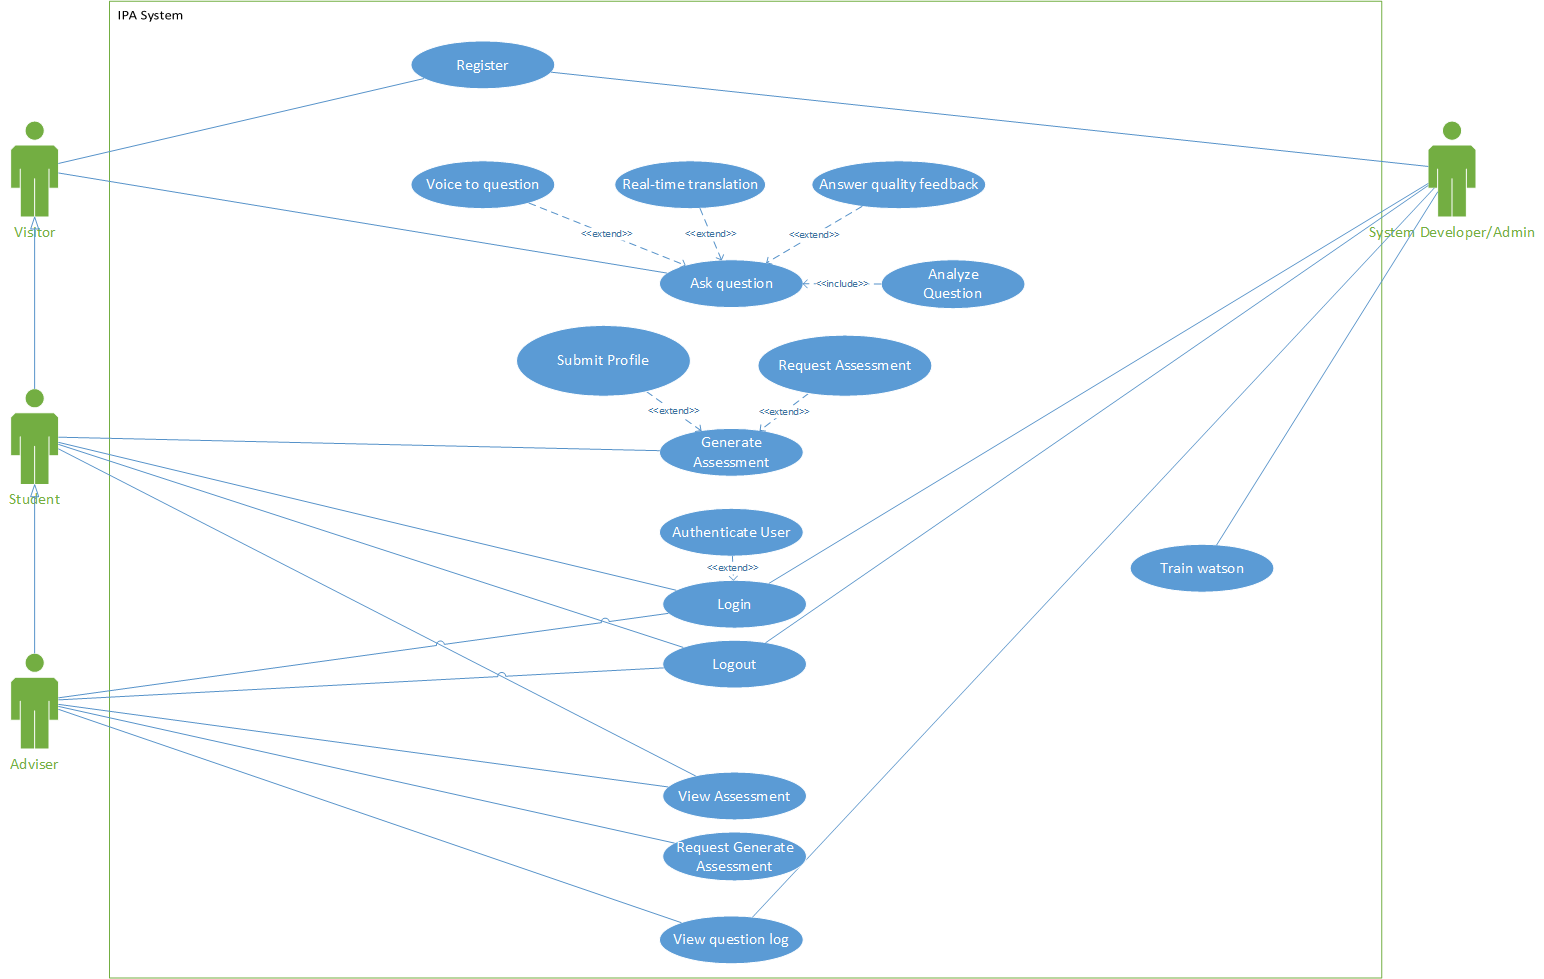 IPA System
Register
Voice to question
Real-time translation
Answer quality feedback
Visitor
System Developer/Admin
<<extend>>
<<extend>>
<<extend>>
Ask question
<<include>>
Analyze
Question
Submit Profile
Request Assessment
<<extend>>
<<extend>>
Generate
Assessment
Student
Authenticate User
<<extend>>
Train watson
Login
Logout
Adviser
View Assessment
Request Generate
Assessment
View question log